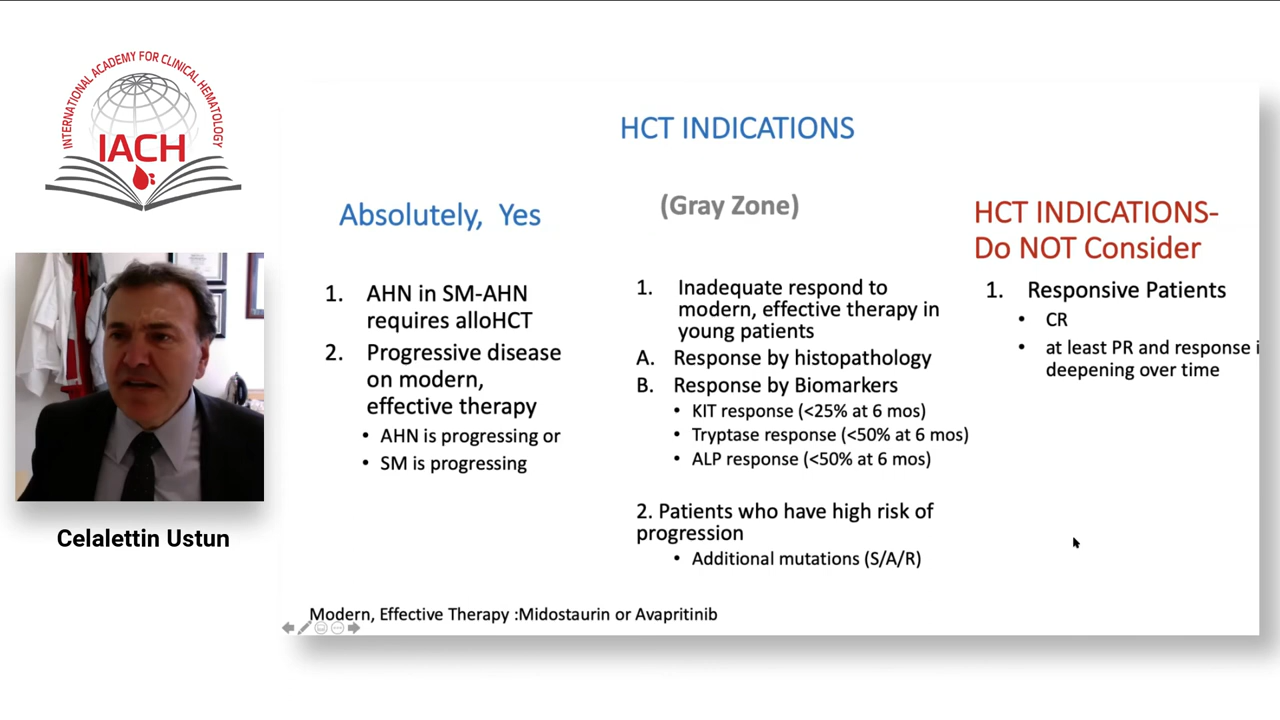 INTERNATIONAL ACADEMY FOR CLINICAL HEMATOLOGY
IACH
Celalettin Ustun
HCT INDICATIONS
Absolutely, Yes
1. AHN in SM-AHN
requires alloHCT
2. Progressive disease
on modern,
effective therapy
• AHN is progressing or
• SM is progressing
(Gray Zone)
1. Inadequate respond to
modern, effective therapy in
young patients
A. Response by histopathology
B. Response by Biomarkers
• KIT response (<25% at 6 mos)
• Tryptase response (<50% at 6 mos)
• ALP response (<50% at 6 mos)
2. Patients who have high risk of
progression
• Additional mutations (S/A/R)
HCT INDICATIONS-
Do NOT Consider
1. Responsive Patients
• CR
• at least PR and response i
deepening over time
Modern, Effective Therapy :Midostaurin or Avapritinib